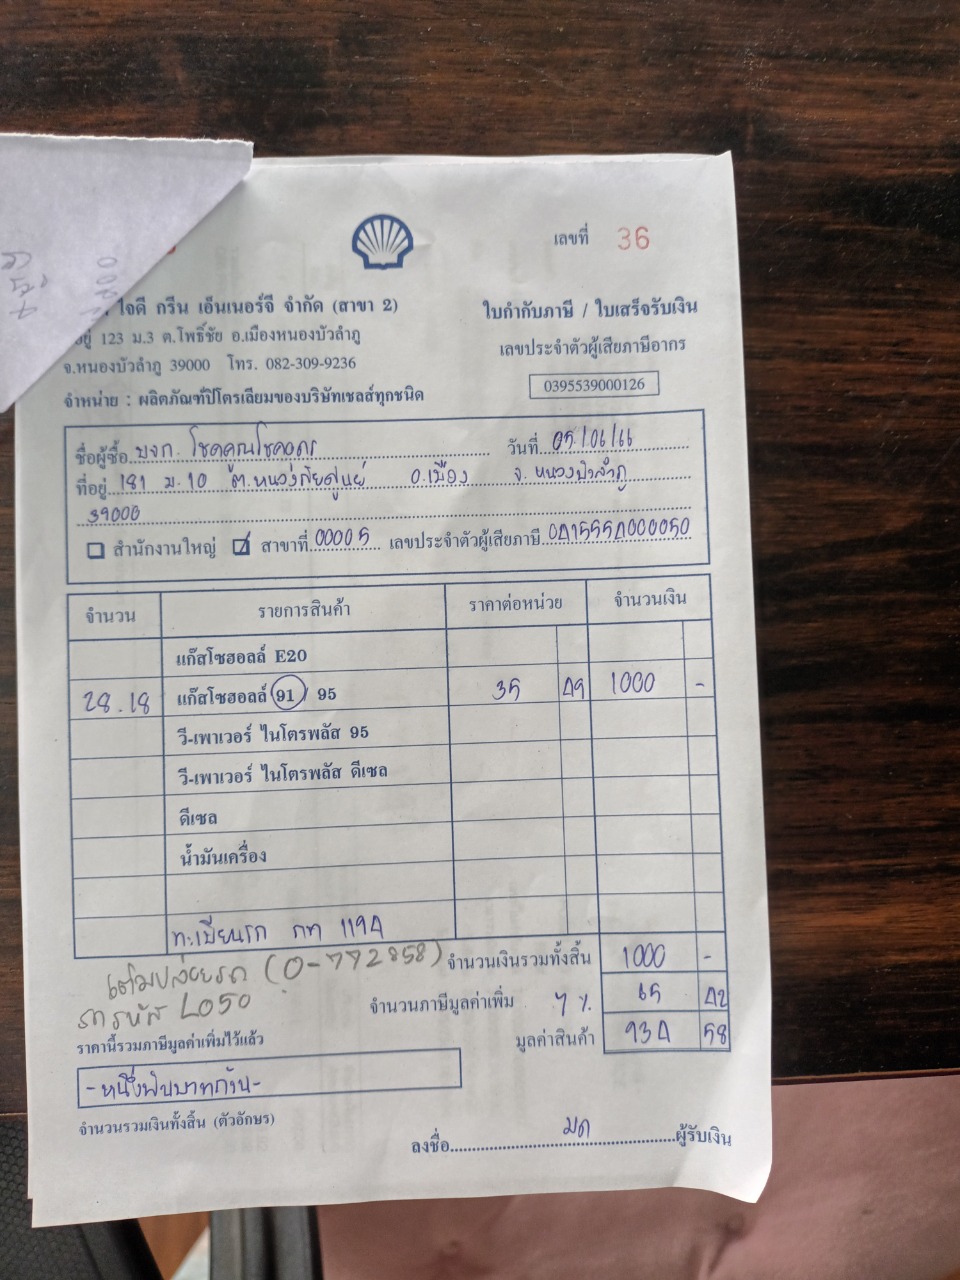 เลขที่ 36
ใจดี กรีน เอ็นเนอร์จี จำกัด (สาขา 2)
ใบกำกับภาษี / ใบเสร็จรับเงิน
123 ม.3 ต.โพธิ์ชัย อ.เมืองหนองบัวลำภู
เลขประจำตัวผู้เสียภาษีอากร
จ.หนองบัวลำภู 39000 โทร. 082-309-9236
0395539000126
จำหน่าย : ผลิตภัณฑ์ปิโตรเลียมของบริษัทเชลล์ทุกชนิด
ชื่อผู้ซื้อ บจก. โชคคูณโชคอดร วันที่ 05/06/66
ที่อยู่ 181 ม.10 ต.หนองภัยศูนย์ อ.เมือง จ.หนองบัวลำภู
39000
สำนักงานใหญ่ ☑ สาขาที่ 00005 เลขประจำตัวผู้เสียภาษี 0415554000050
จำนวน รายการสินค้า ราคาต่อหน่วย จำนวนเงิน
แก๊สโซฮอลล์ E20
28.18 แก๊สโซฮอลล์ 91 / 95 35 49 1000 -
วี-เพาเวอร์ ไนโตรพลัส 95
วี-เพาเวอร์ ไนโตรพลัส ดีเซล
ดีเซล
น้ำมันเครื่อง
ทะเบียนรถ กท 1194
จำนวนเงินรวมทั้งสิ้น 1000 -
เติมปล่อยรถ (0-772858)
จำนวนภาษีมูลค่าเพิ่ม 7 % 65 42
รถรหัส L050
มูลค่าสินค้า 934 58
ราคานี้รวมภาษีมูลค่าเพิ่มไว้แล้ว
-หนึ่งพันบาทถ้วน-
จำนวนรวมเงินทั้งสิ้น (ตัวอักษร)
ลงชื่อ มด ผู้รับเงิน